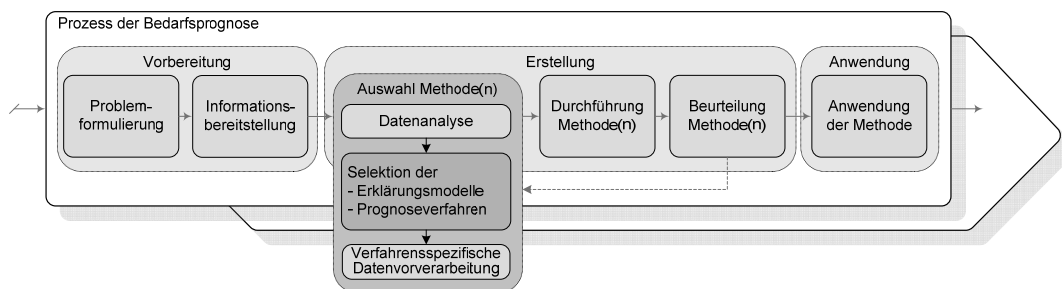 Prozess der Bedarfsprognose
Vorbereitung
Problem-
formulierung
Informations-
bereitstellung
Erstellung
Auswahl Methode(n)
Datenanalyse
Selektion der
- Erklärungsmodelle
- Prognoseverfahren
Verfahrensspezifische
Datenvorverarbeitung
Durchführung
Methode(n)
Beurteilung
Methode(n)
Anwendung
Anwendung
der Methode